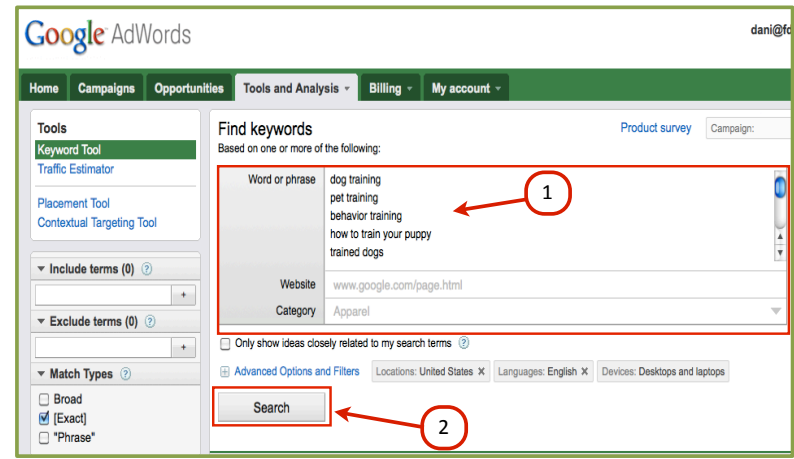 Google AdWords
dani@fd
Home Campaigns Opportunities Tools and Analysis Billing My account
Tools
Keyword Tool
Traffic Estimator
Placement Tool
Contextual Targeting Tool
Include terms (0) ?
+
Exclude terms (0) ?
+
Match Types ?
Broad
[Exact]
"Phrase"
Find keywords
Product survey
Campaign:
Based on one or more of the following:
Word or phrase
dog training
pet training
behavior training
how to train your puppy
trained dogs
1
Website www.google.com/page.html
Category Apparel
Only show ideas closely related to my search terms ?
Advanced Options and Filters Locations: United States X Languages: English X Devices: Desktops and laptops
Search
2